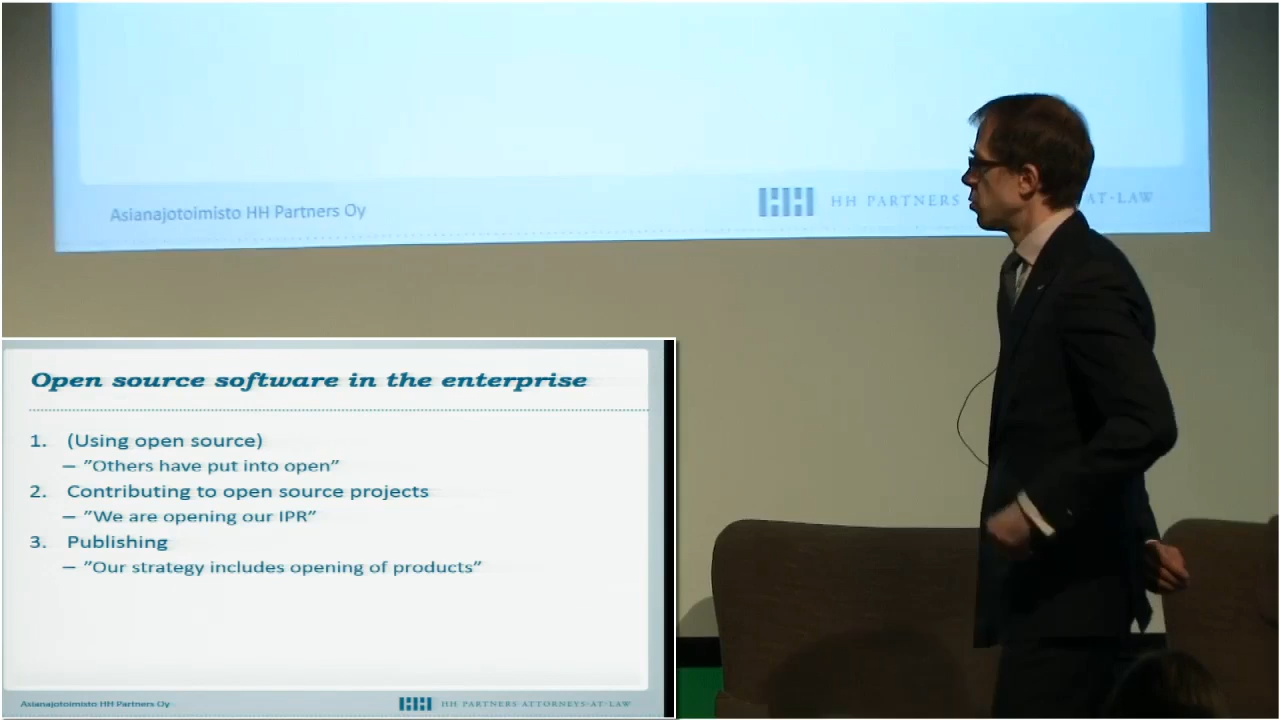 Asianajotoimisto HH Partners Oy
HH PARTNERS AT·LAW
Open source software in the enterprise
1. (Using open source)
– ”Others have put into open”
2. Contributing to open source projects
– ”We are opening our IPR”
3. Publishing
– ”Our strategy includes opening of products”
Asianajotoimisto HH Partners Oy
HH PARTNERS ATTORNEYS·AT·LAW